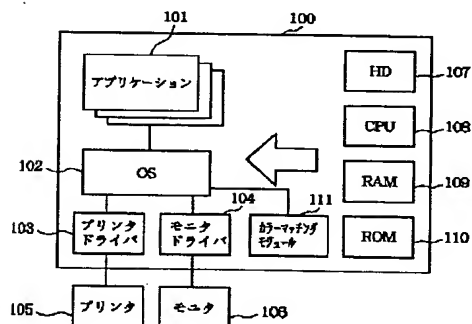 101
100
アプリケーション
HD
107
CPU
108
102
OS
RAM
109
103
104
111
プリンタ
ドライバ
モニタ
ドライバ
カラーマッチング
モジュール
ROM
110
105
プリンタ
モニタ
106